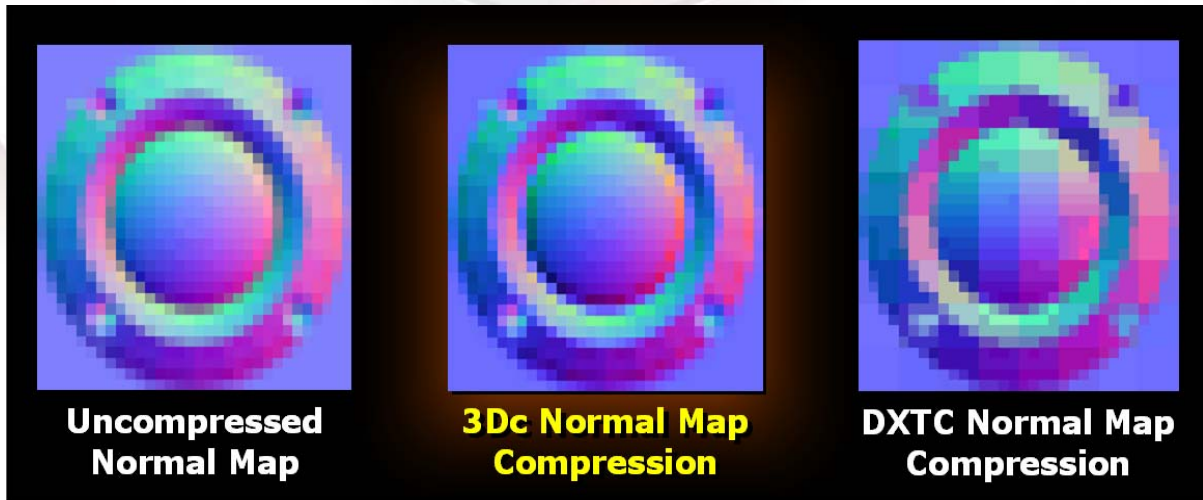 Uncompressed
Normal Map
3Dc Normal Map
Compression
DXTC Normal Map
Compression